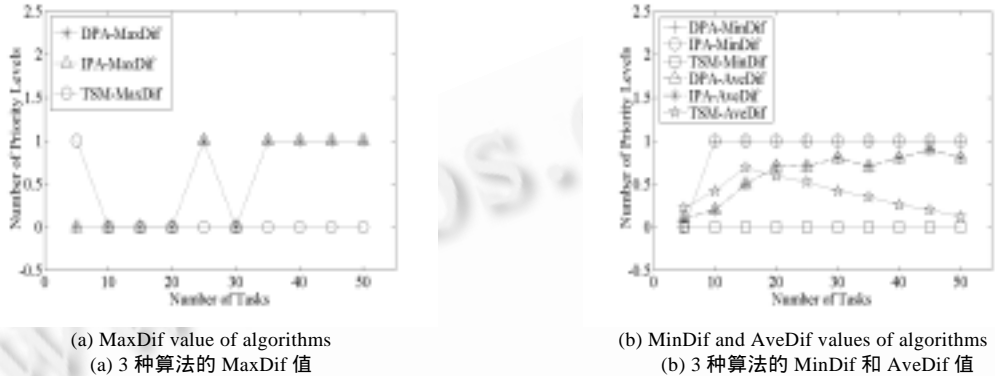 2.5
2
1.5
1
0.5
0
-0.5
Number of Priority Levels
DPA-MaxDif
IPA-MaxDif
TSM-MaxDif
0 10 20 30 40 50
Number of Tasks
(a) MaxDif value of algorithms
(a) 3 种算法的 MaxDif 值
2.5
2
1.5
1
0.5
0
-0.5
Number of Priority Levels
DPA-MinDif
IPA-MinDif
TSM-MinDif
DPA-AveDif
IPA-AveDif
TSM-AveDif
0 10 20 30 40 50
Number of Tasks
(b) MinDif and AveDif values of algorithms
(b) 3 种算法的 MinDif 和 AveDif 值